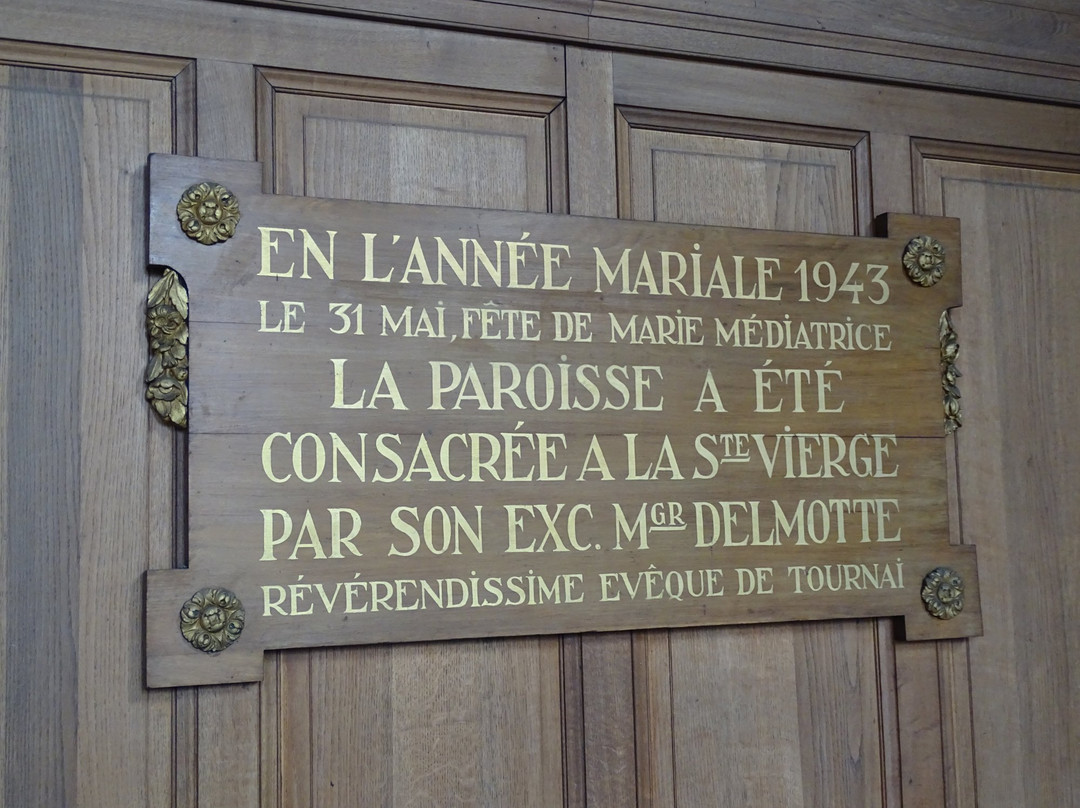 EN L'ANNÉE MARIALE 1943
LE 31 MAI, FÊTE DE MARIE MÉDIATRICE
LA PAROISSE A ÉTÉ
CONSACRÉE A LA STE VIERGE
PAR SON EXC. MGR DELMOTTE
RÉVÉRENDISSIME EVÊQUE DE TOURNAI